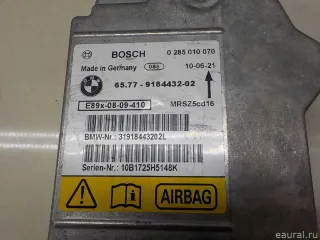 BOSCH 0 285 010 070
Made in Germany 085 10-06-21
65.77 - 9184432-02
E89x-08-09-410 MRSZ5cd16
BMW-Nr.: 31918443202L
Serien-Nr.: 10B1725H5148K
AIRBAG
eaural.ru